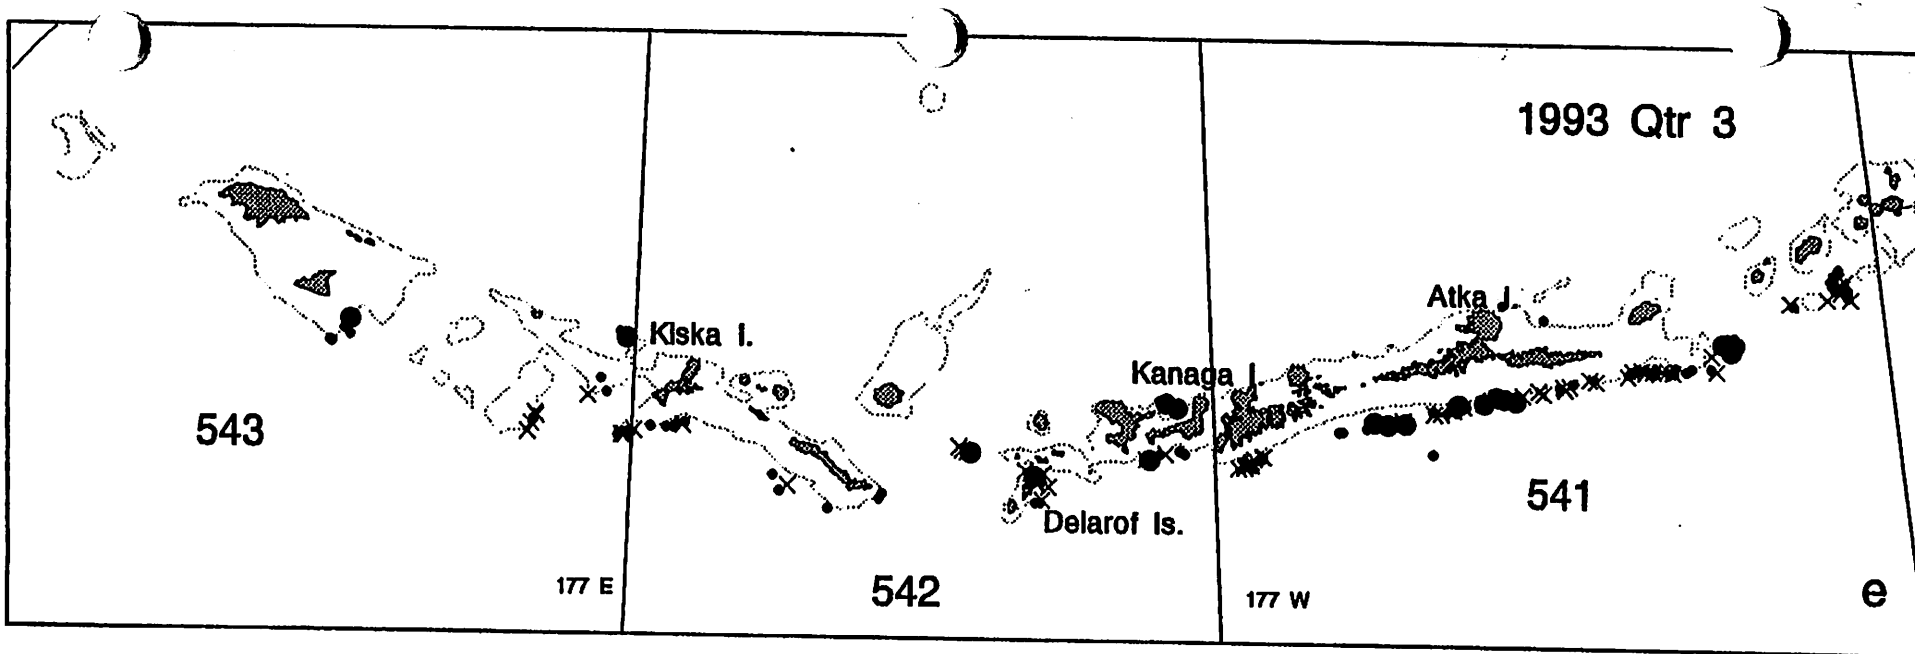 1993 Qtr 3
Atka I.
Kiska I.
Kanaga I
543
541
Delarof Is.
177 E
542
177 W
e